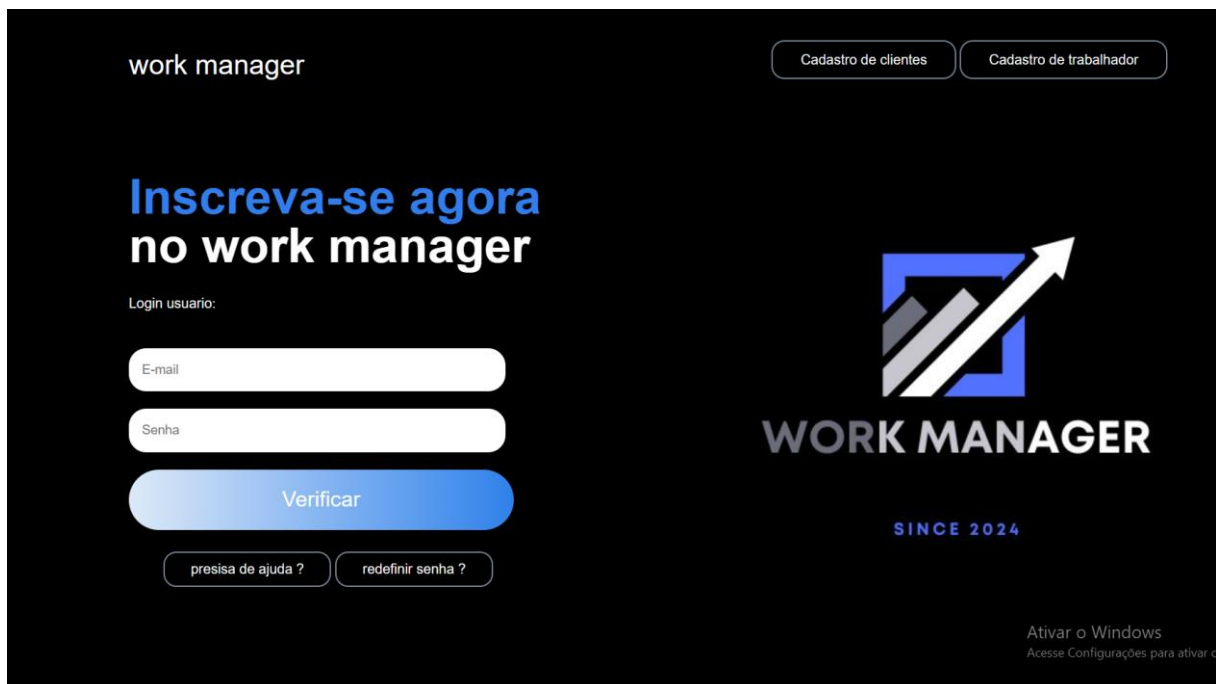 work manager
Cadastro de clientes
Cadastro de trabalhador
Inscreva-se agora
no work manager
Login usuario:
E-mail
Senha
Verificar
presisa de ajuda ?
redefinir senha ?
WORK MANAGER
SINCE 2024
Ativar o Windows
Acesse Configurações para ativar